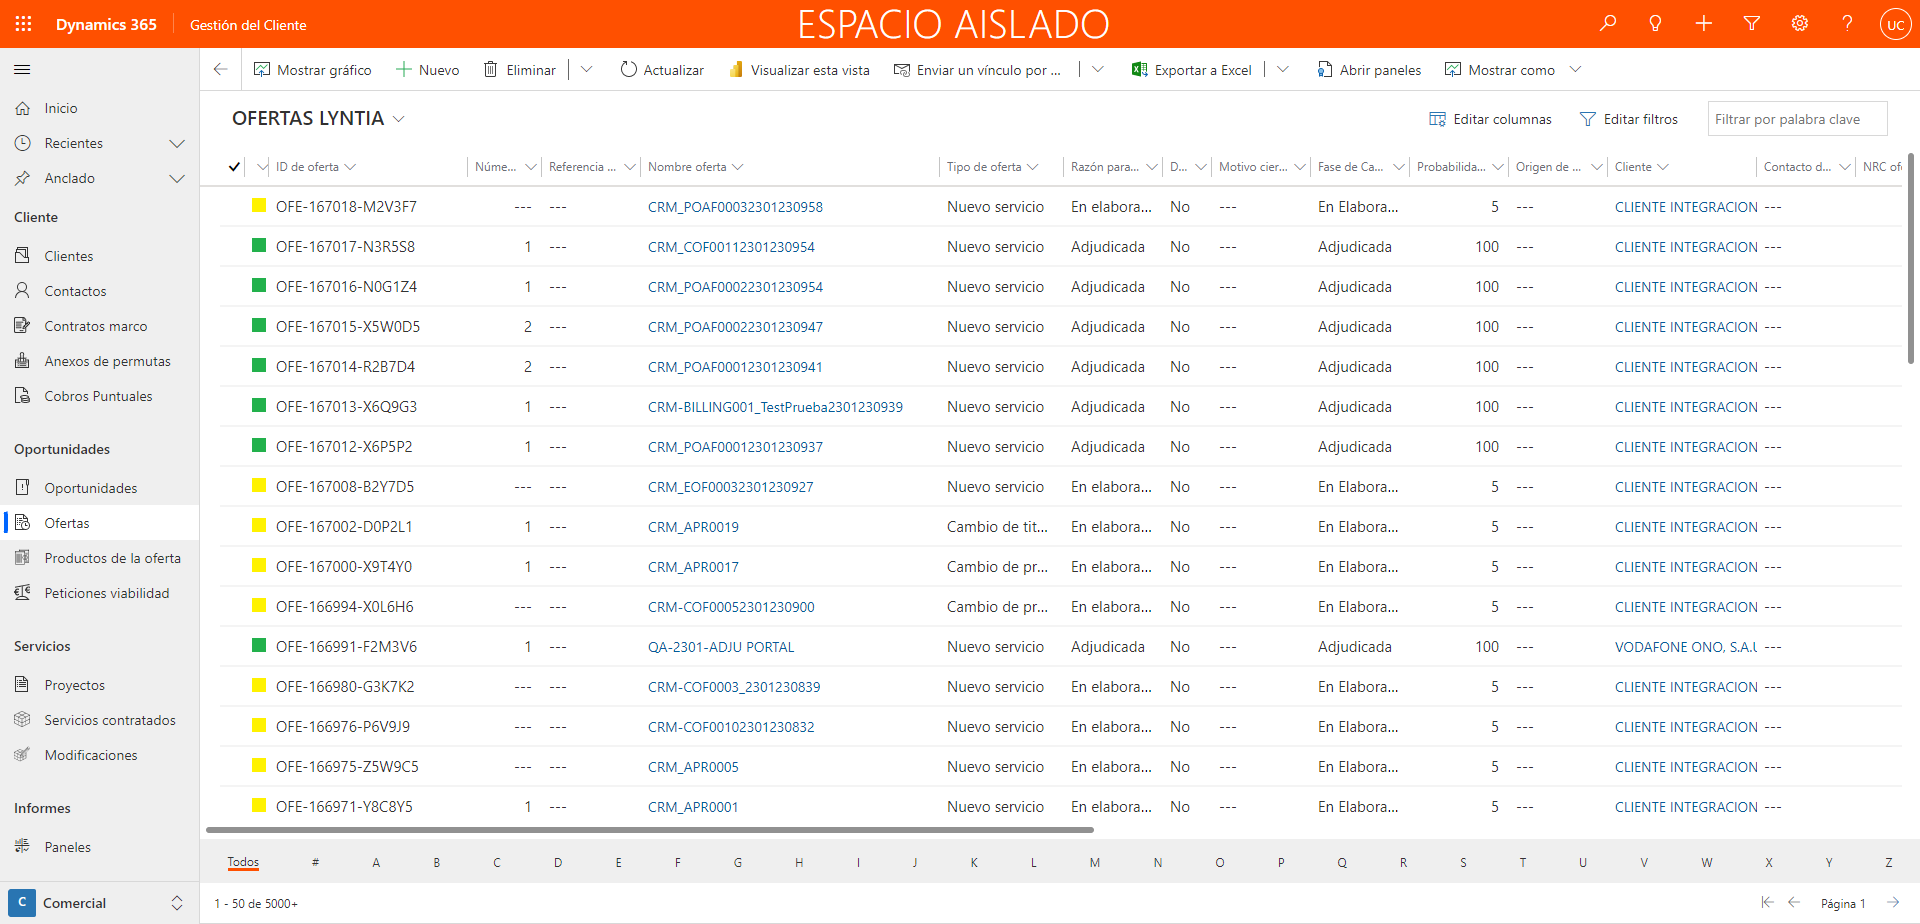 Dynamics 365 Gestión del Cliente ESPACIO AISLADO UC
Mostrar gráfico Nuevo Eliminar Actualizar Visualizar esta vista Enviar un vínculo por ... Exportar a Excel Abrir paneles Mostrar como
Inicio
Recientes
Anclado
Cliente
Clientes
Contactos
Contratos marco
Anexos de permutas
Cobros Puntuales
Oportunidades
Oportunidades
Ofertas
Productos de la oferta
Peticiones viabilidad
Servicios
Proyectos
Servicios contratados
Modificaciones
Informes
Paneles
C Comercial
OFERTAS LYNTIA Editar columnas Editar filtros Filtrar por palabra clave
ID de oferta Núme... Referencia ... Nombre oferta Tipo de oferta Razón para... D... Motivo cier... Fase de Ca... Probabilida... Origen de ... Cliente Contacto d... NRC of
OFE-167018-M2V3F7 --- --- CRM_POAF00032301230958 Nuevo servicio En elabora... No --- En Elabora... 5 --- CLIENTE INTEGRACION ---
OFE-167017-N3R5S8 1 --- CRM_COF00112301230954 Nuevo servicio Adjudicada No --- Adjudicada 100 --- CLIENTE INTEGRACION ---
OFE-167016-N0G1Z4 1 --- CRM_POAF00022301230954 Nuevo servicio Adjudicada No --- Adjudicada 100 --- CLIENTE INTEGRACION ---
OFE-167015-X5W0D5 2 --- CRM_POAF00022301230947 Nuevo servicio Adjudicada No --- Adjudicada 100 --- CLIENTE INTEGRACION ---
OFE-167014-R2B7D4 2 --- CRM_POAF00012301230941 Nuevo servicio Adjudicada No --- Adjudicada 100 --- CLIENTE INTEGRACION ---
OFE-167013-X6Q9G3 1 --- CRM-BILLING001_TestPrueba2301230939 Nuevo servicio Adjudicada No --- Adjudicada 100 --- CLIENTE INTEGRACION ---
OFE-167012-X6P5P2 1 --- CRM_POAF00012301230937 Nuevo servicio Adjudicada No --- Adjudicada 100 --- CLIENTE INTEGRACION ---
OFE-167008-B2Y7D5 --- --- CRM_EOF00032301230927 Nuevo servicio En elabora... No --- En Elabora... 5 --- CLIENTE INTEGRACION ---
OFE-167002-D0P2L1 1 --- CRM_APR0019 Cambio de tit... En elabora... No --- En Elabora... 5 --- CLIENTE INTEGRACION ---
OFE-167000-X9T4Y0 1 --- CRM_APR0017 Cambio de pr... En elabora... No --- En Elabora... 5 --- CLIENTE INTEGRACION ---
OFE-166994-X0L6H6 --- --- CRM-COF00052301230900 Cambio de pr... En elabora... No --- En Elabora... 5 --- CLIENTE INTEGRACION ---
OFE-166991-F2M3V6 1 --- QA-2301-ADJU PORTAL Nuevo servicio Adjudicada No --- Adjudicada 100 --- VODAFONE ONO, S.A.U ---
OFE-166980-G3K7K2 --- --- CRM-COF0003_2301230839 Nuevo servicio En elabora... No --- En Elabora... 5 --- CLIENTE INTEGRACION ---
OFE-166976-P6V9J9 --- --- CRM-COF00102301230832 Nuevo servicio En elabora... No --- En Elabora... 5 --- CLIENTE INTEGRACION ---
OFE-166975-Z5W9C5 --- --- CRM_APR0005 Nuevo servicio En elabora... No --- En Elabora... 5 --- CLIENTE INTEGRACION ---
OFE-166971-Y8C8Y5 1 --- CRM_APR0001 Nuevo servicio En elabora... No --- En Elabora... 5 --- CLIENTE INTEGRACION ---
Todos # A B C D E F G H I J K L M N O P Q R S T U V W X Y Z
1 - 50 de 5000+ Página 1